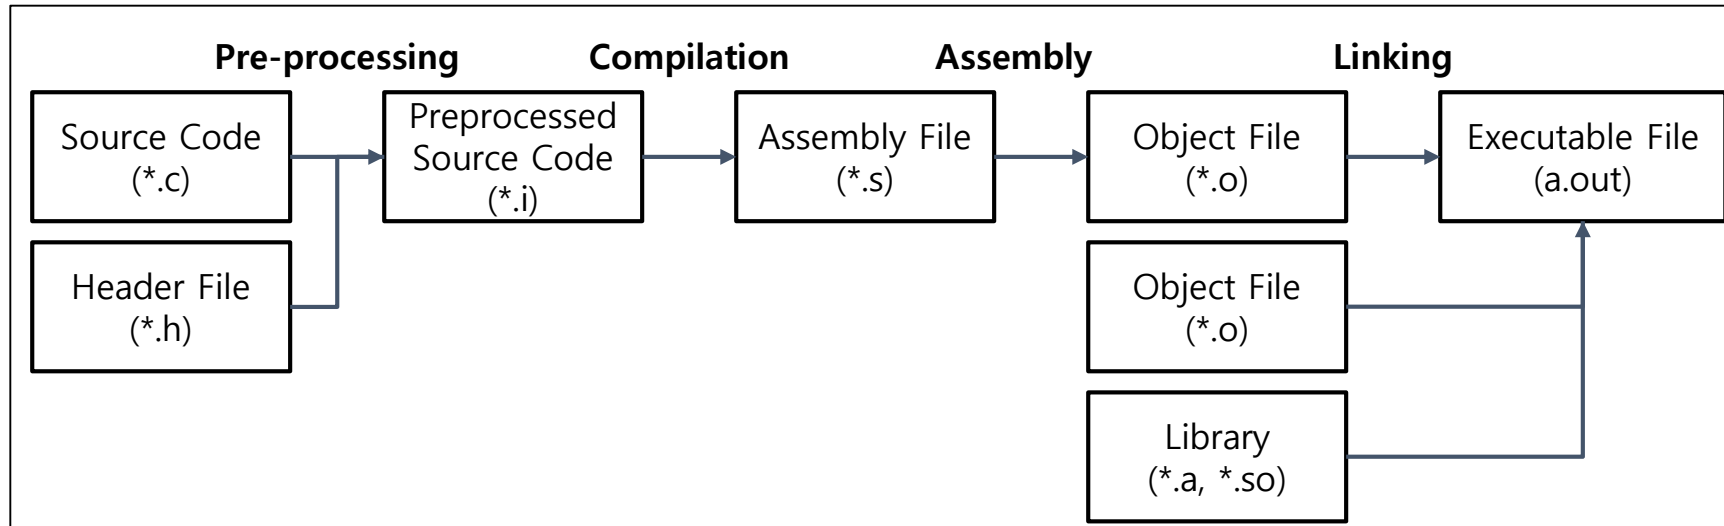 Pre-processing
Compilation
Assembly
Linking
Source Code
(*.c)
Preprocessed
Source Code
(*.i)
Assembly File
(*.s)
Object File
(*.o)
Executable File
(a.out)
Header File
(*.h)
Object File
(*.o)
Library
(*.a, *.so)